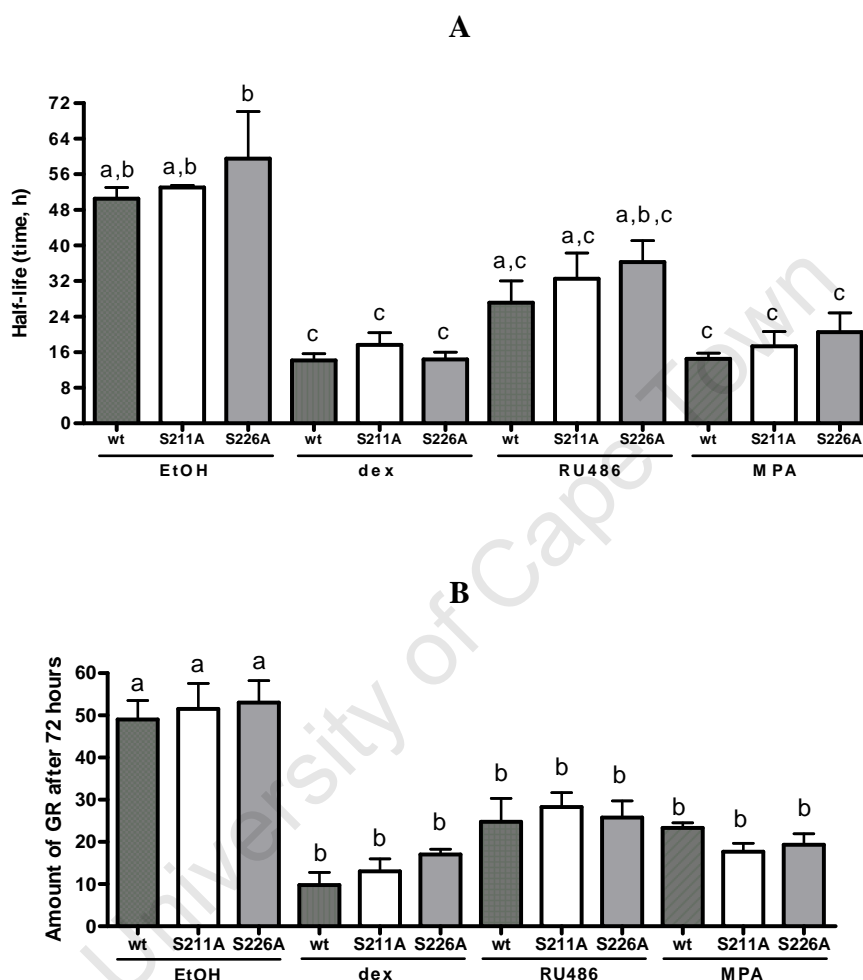 A
Half-life (time, h)
72
64
56
48
40
32
24
16
8
0
a,b
a,b
b
c
c
c
a,c
a,c
a,b,c
c
c
c
wt S211A S226A wt S211A S226A wt S211A S226A wt S211A S226A
EtOH dex RU486 MPA
B
Amount of GR after 72 hours
60
50
40
30
20
10
0
a
a
a
b
b
b
b
b
b
b
b
b
wt S211A S226A wt S211A S226A wt S211A S226A wt S211A S226A
EtOH dex RU486 MPA
University of Cape Town